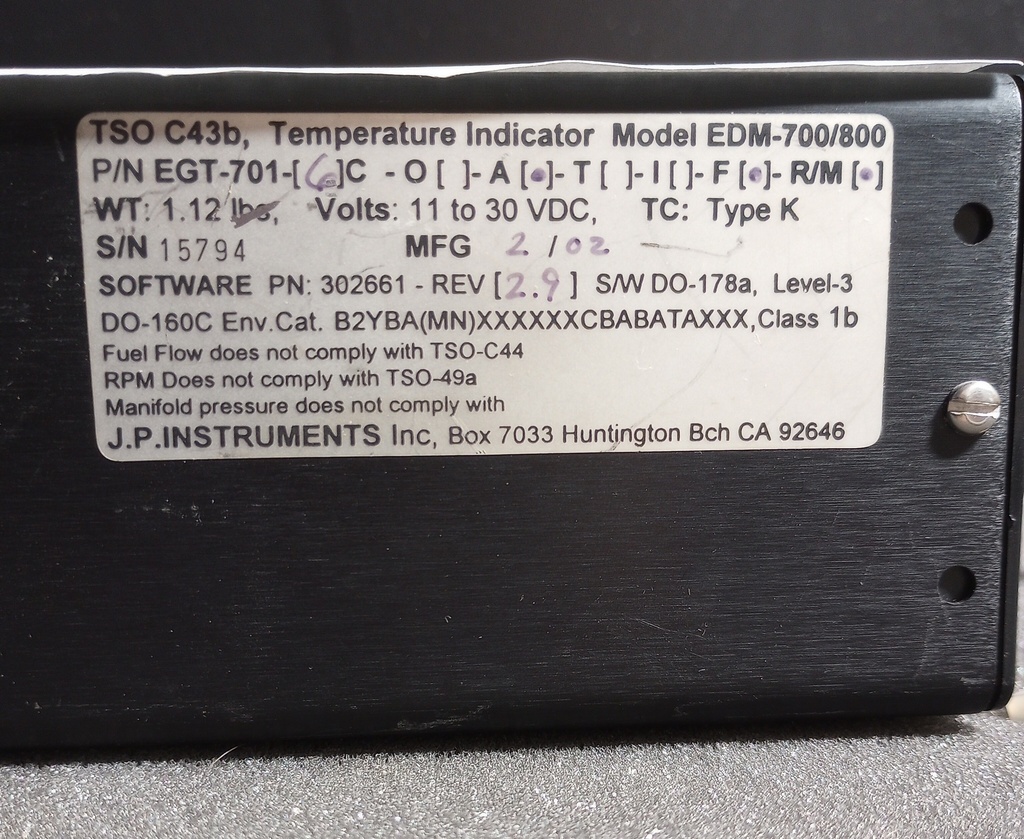 TSO C43b, Temperature Indicator Model EDM-700/800
P/N EGT-701-[6]C - O [ ]- A [•]- T [ ]- I [ ]- F [•]- R/M [•]
WT: 1.12 lbs, Volts: 11 to 30 VDC, TC: Type K
S/N 15794 MFG 2 / 02
SOFTWARE PN: 302661 - REV [2.9] S/W DO-178a, Level-3
DO-160C Env.Cat. B2YBA(MN)XXXXXXCBABATAXXX,Class 1b
Fuel Flow does not comply with TSO-C44
RPM Does not comply with TSO-49a
Manifold pressure does not comply with
J.P.INSTRUMENTS Inc, Box 7033 Huntington Bch CA 92646